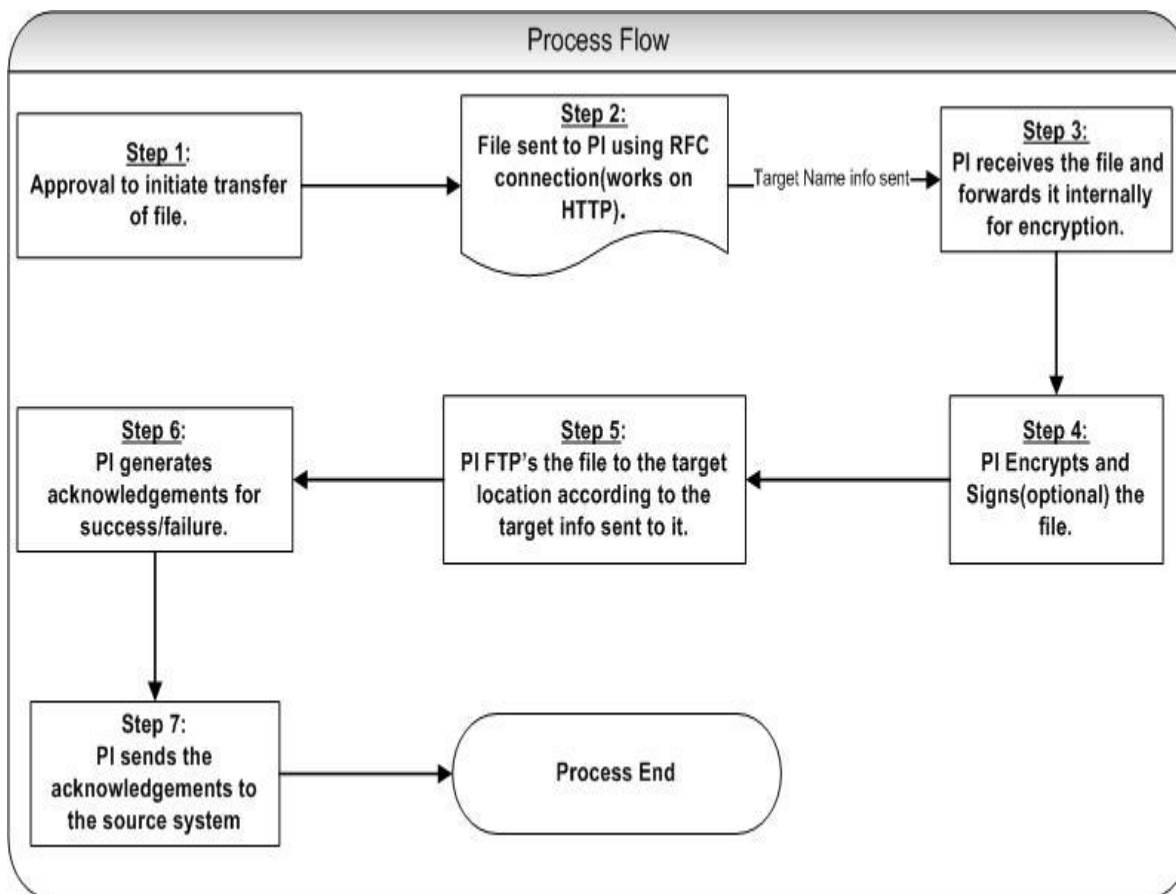 Process Flow
Step 1:
Approval to initiate transfer
of file.
Step 2:
File sent to PI using RFC
connection(works on
HTTP).
Target Name info sent
Step 3:
PI receives the file and
forwards it internally
for encryption.
Step 4:
PI Encrypts and
Signs(optional) the
file.
Step 5:
PI FTP's the file to the target
location according to the
target info sent to it.
Step 6:
PI generates
acknowledgements for
success/failure.
Step 7:
PI sends the
acknowledgements to
the source system
Process End